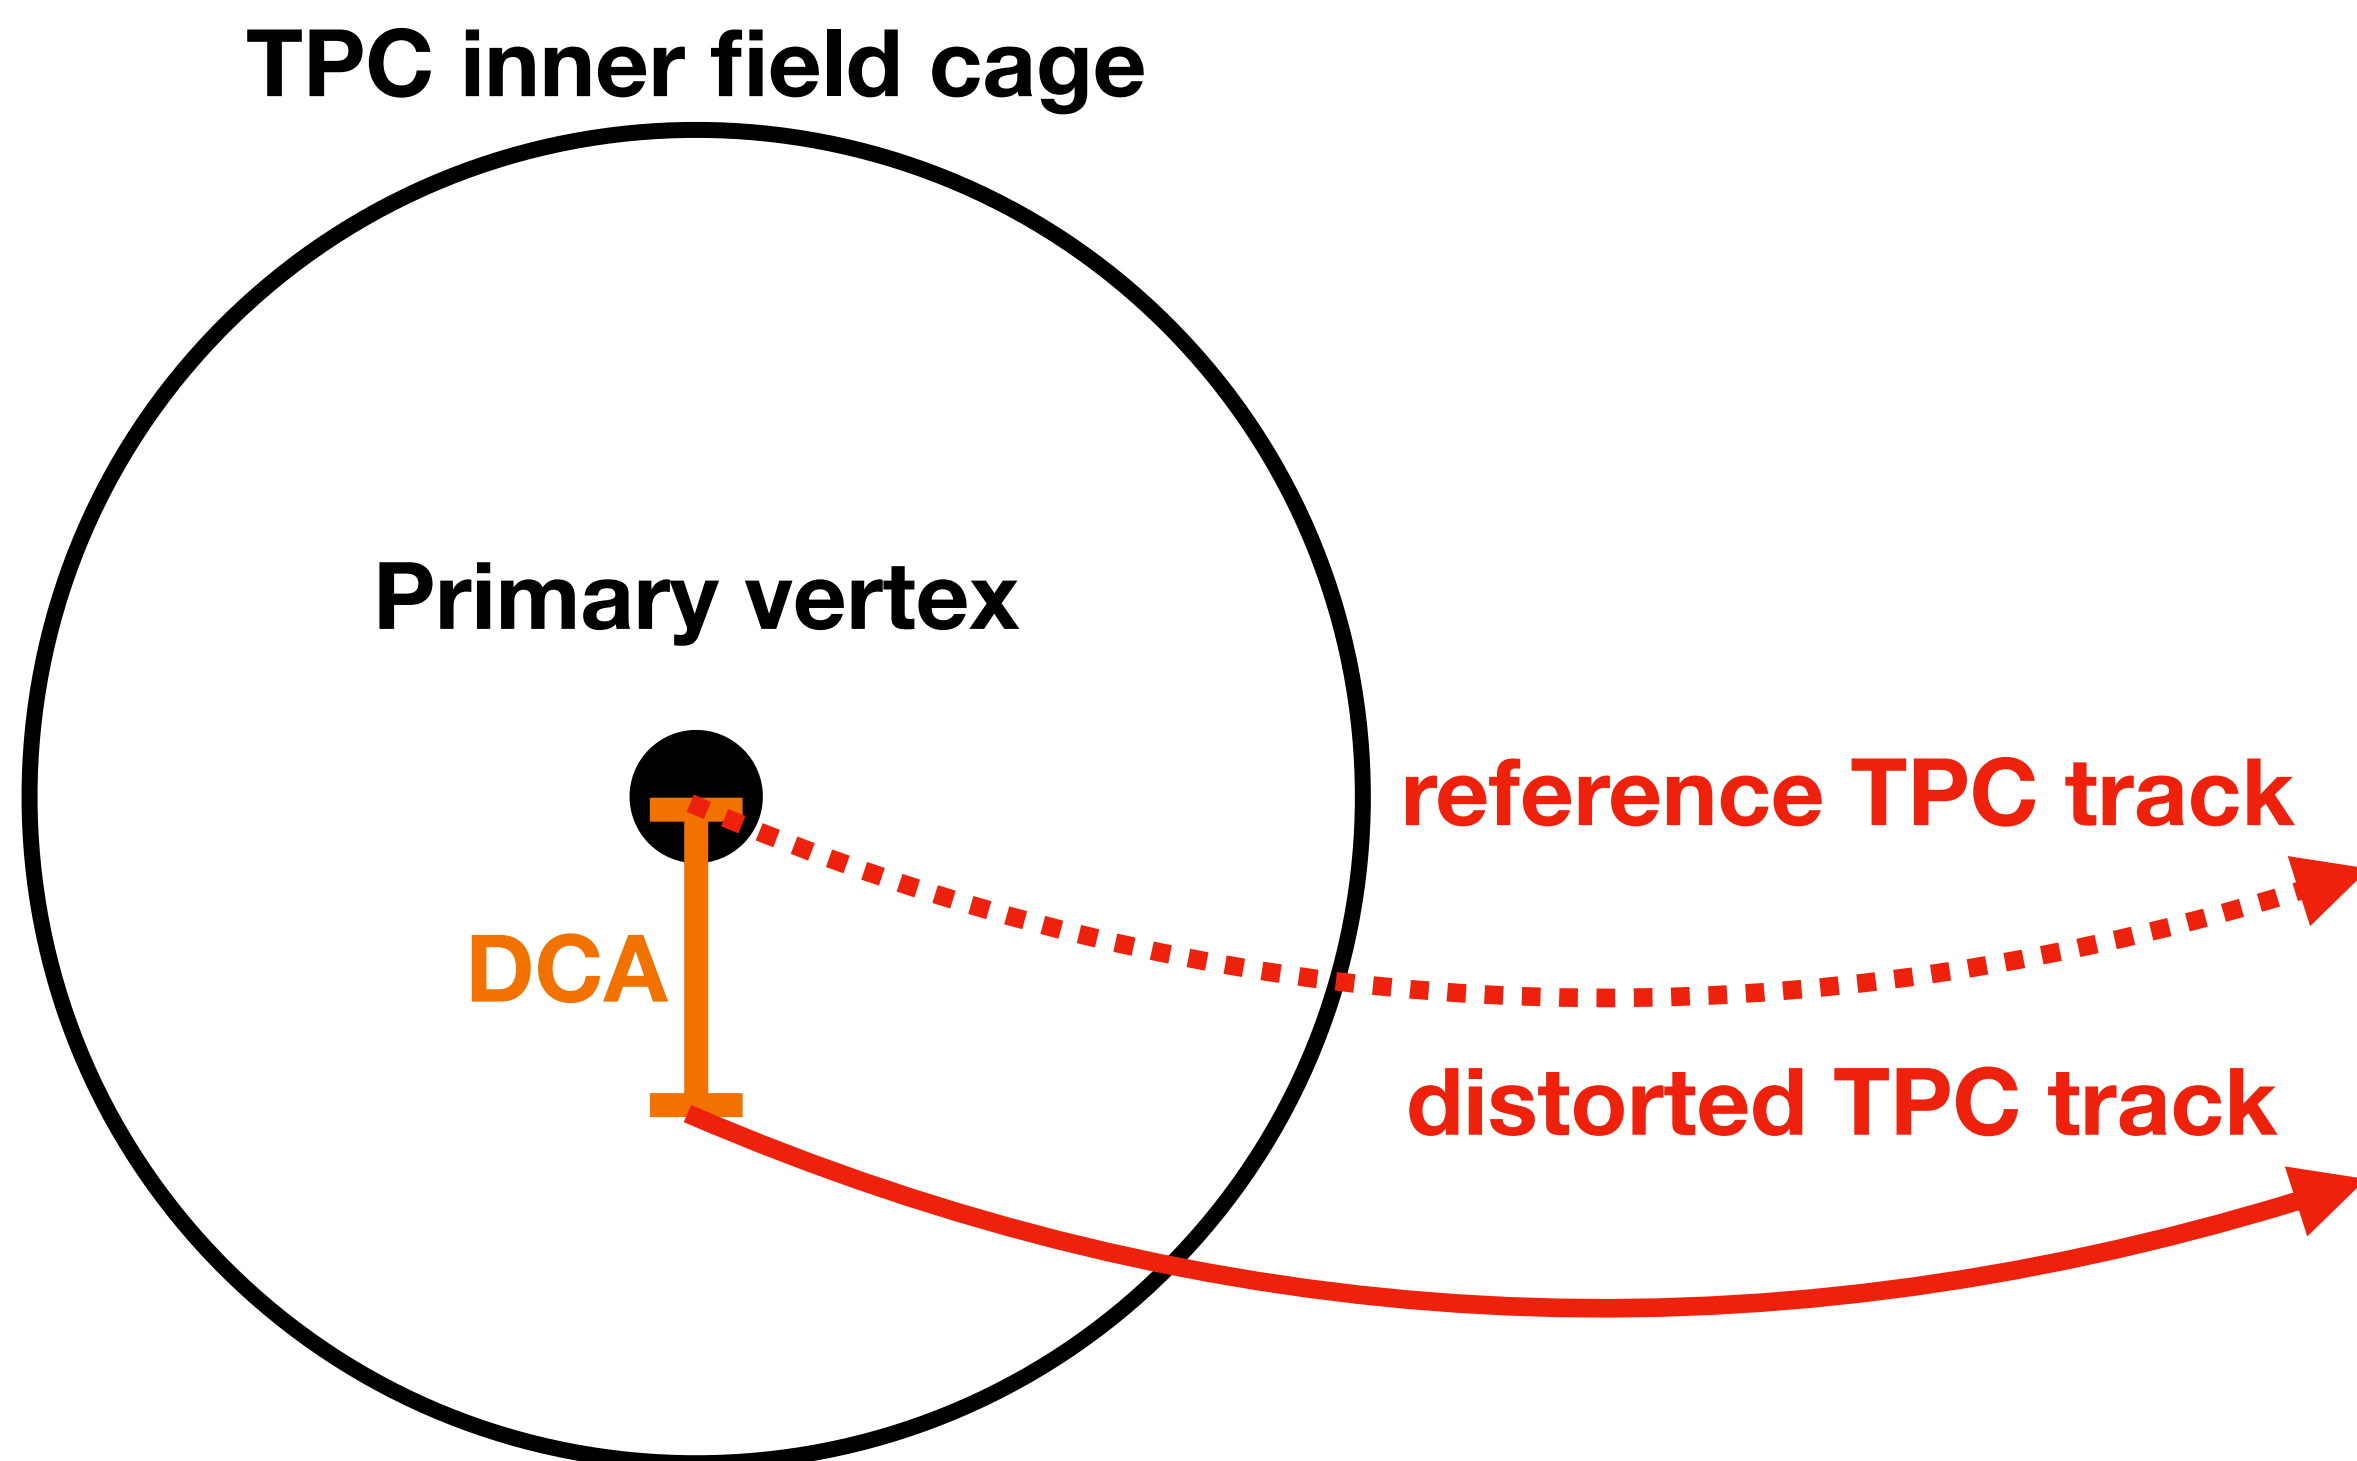 TPC inner field cage
Primary vertex
reference TPC track
DCA
distorted TPC track